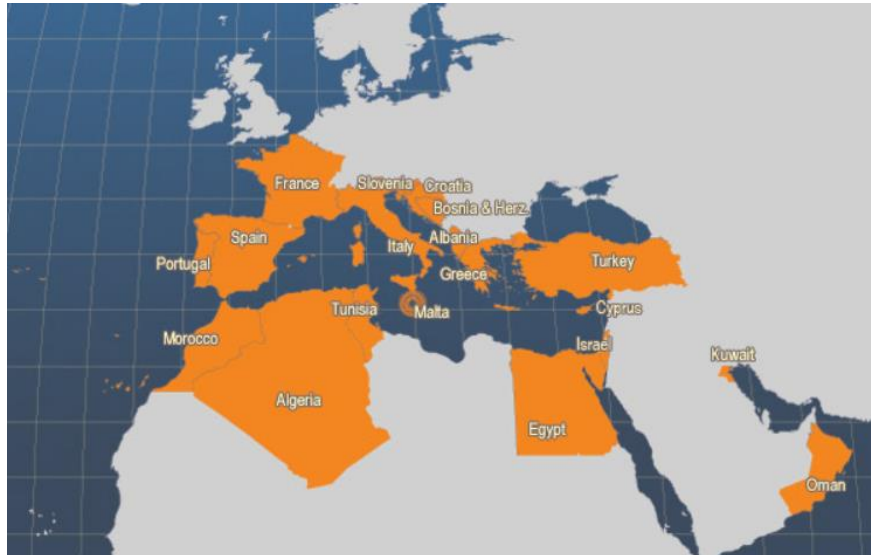 France
Slovenia
Croatia
Bosnia & Herz.
Spain
Portugal
Italy
Albania
Greece
Turkey
Tunisia
Malta
Cyprus
Morocco
Israel
Kuwait
Algeria
Egypt
Oman